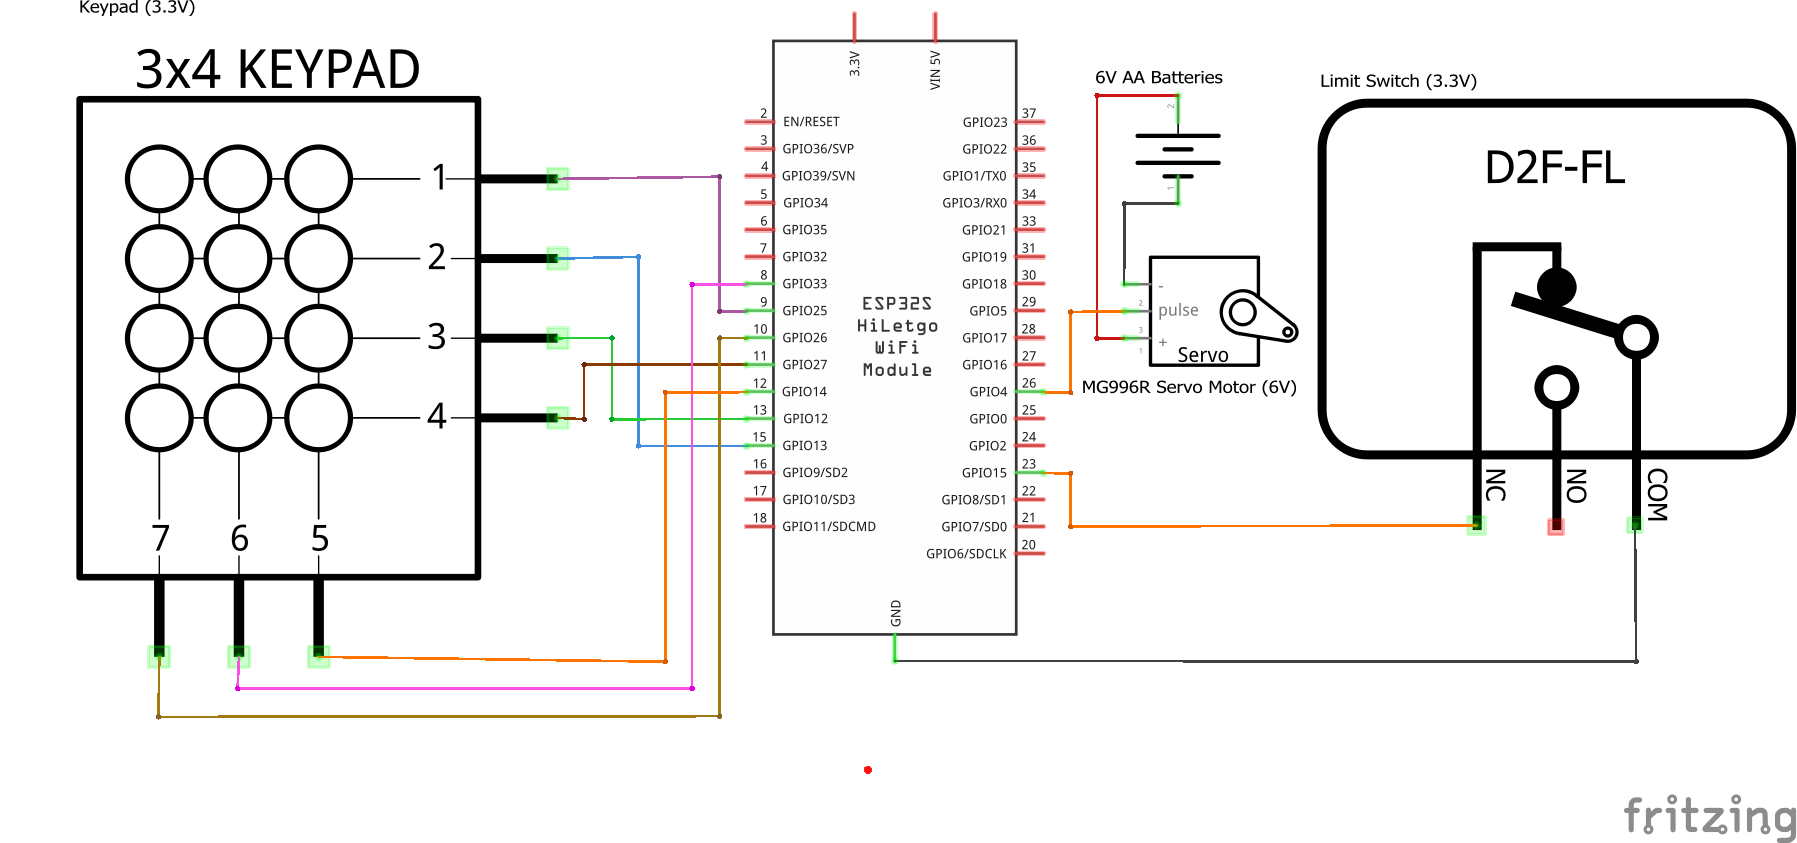 Keypad (3.3V)
3x4 KEYPAD
1
2
3
4
7 6 5
3.3V
VIN 5V
2 EN/RESET
3 GPIO36/SVP
4 GPIO39/SVN
5 GPIO34
6 GPIO35
7 GPIO32
8 GPIO33
9 GPIO25
10 GPIO26
11 GPIO27
12 GPIO14
13 GPIO12
15 GPIO13
16 GPIO9/SD2
17 GPIO10/SD3
18 GPIO11/SDCMD
ESP32S
HiLetgo
WiFi
Module
GPIO23 37
GPIO22 36
GPIO1/TX0 35
GPIO3/RX0 34
GPIO21 33
GPIO19 31
GPIO18 30
GPIO5 29
GPIO17 28
GPIO16 27
GPIO4 26
GPIO0 25
GPIO2 24
GPIO15 23
GPIO8/SD1 22
GPIO7/SD0 21
GPIO6/SDCLK 20
GND
6V AA Batteries
2
1
-
2 pulse
3 +
1
Servo
MG996R Servo Motor (6V)
Limit Switch (3.3V)
D2F-FL
NC
NO
COM
fritzing